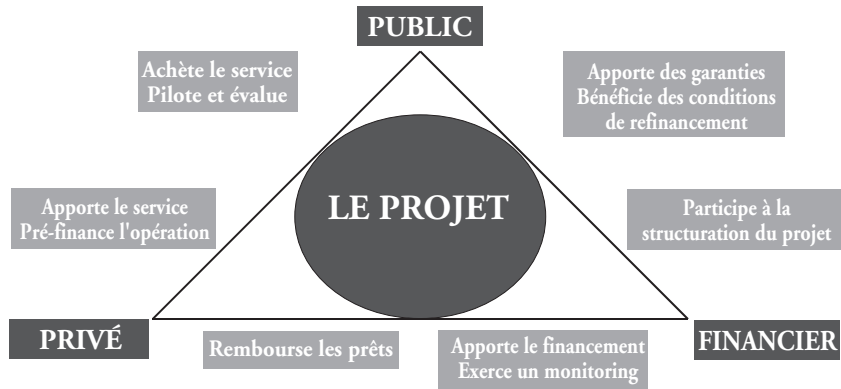 PUBLIC
Achète le service
Pilote et évalue
Apporte des garanties
Bénéficie des conditions
de refinancement
LE PROJET
Apporte le service
Pré-finance l'opération
Participe à la
structuration du projet
PRIVÉ
Rembourse les prêts
Apporte le financement
Exerce un monitoring
FINANCIER